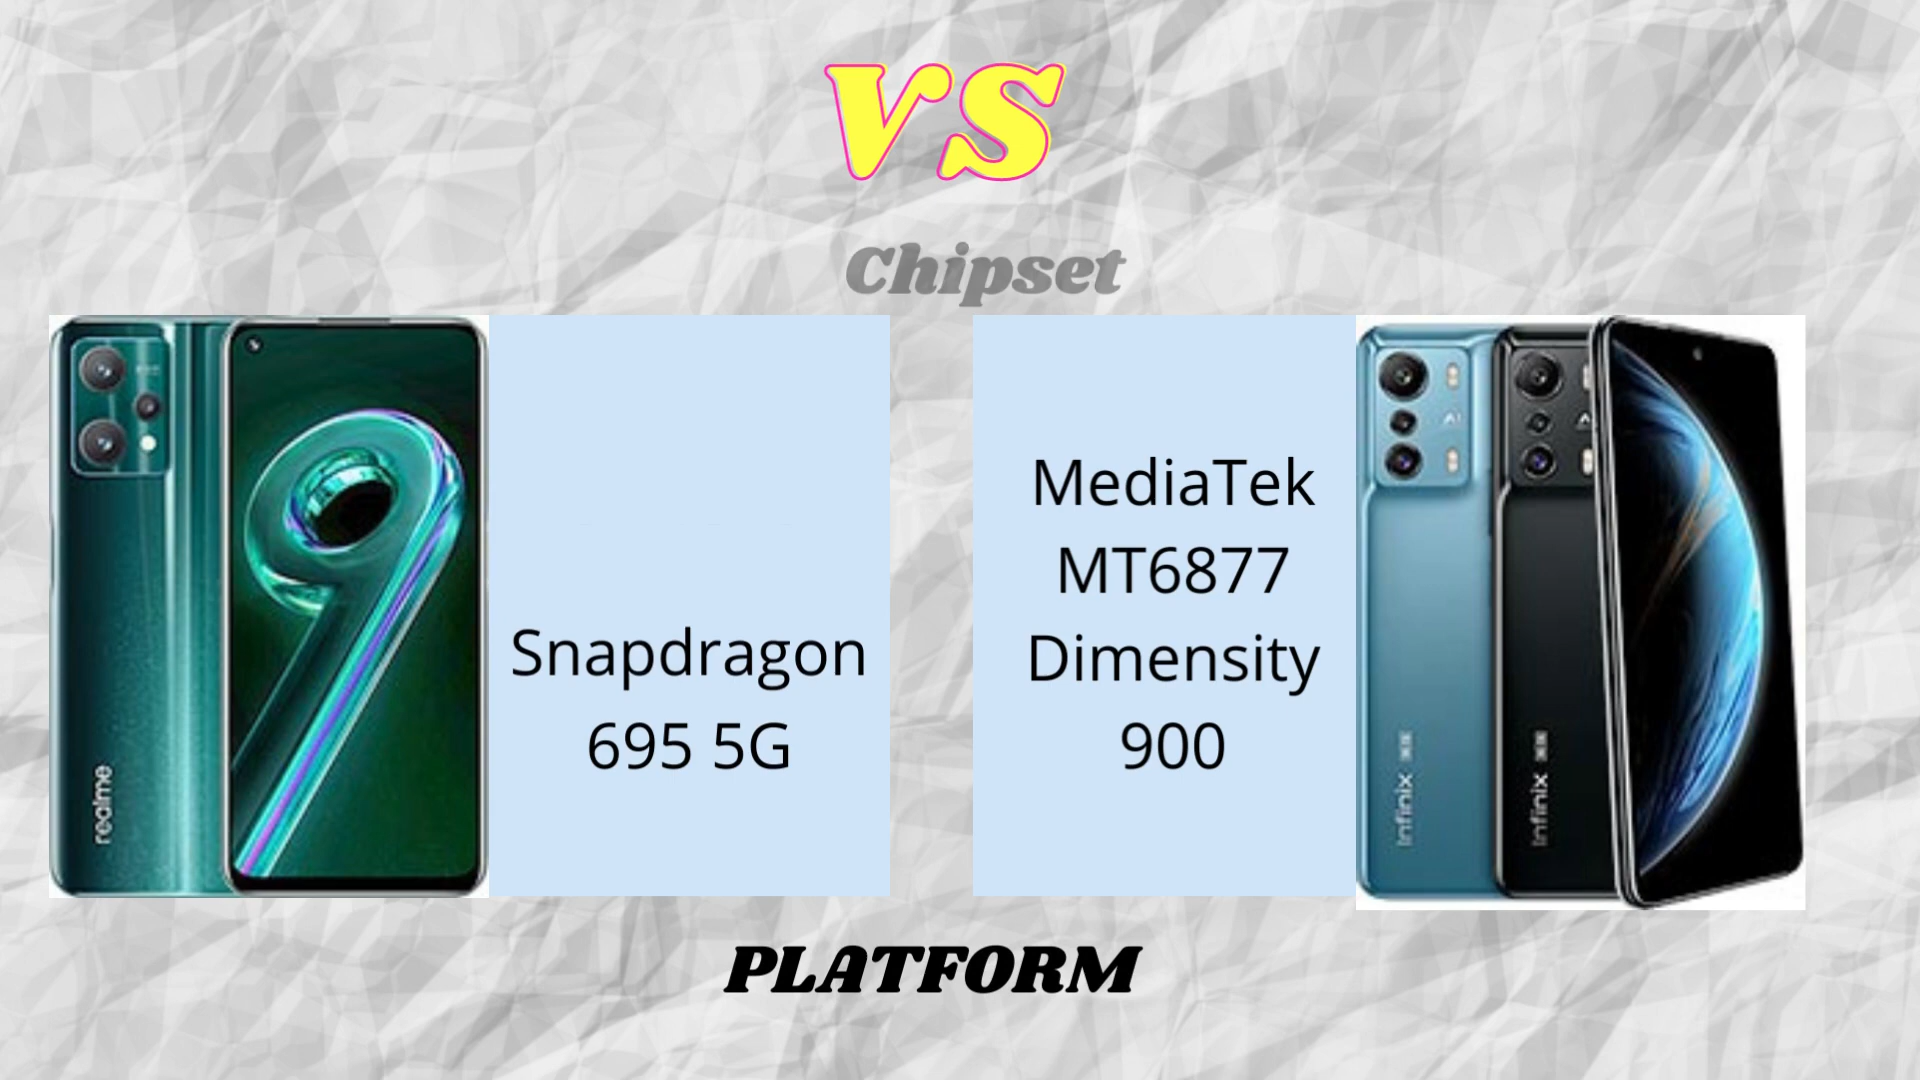 VS
Chipset
Snapdragon
695 5G
MediaTek
MT6877
Dimensity
900
realme
Infinix
Infinix
PLATFORM